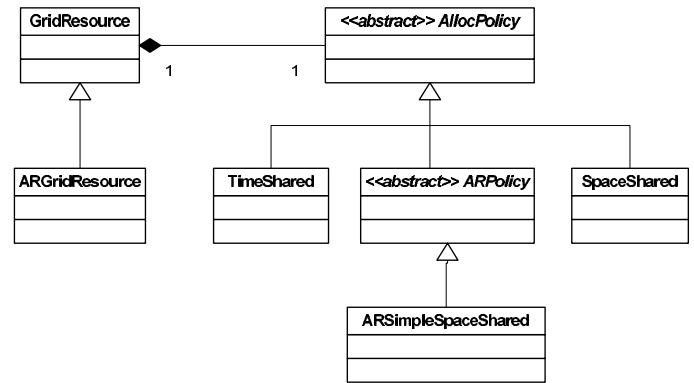 GridResource
<<abstract>> AllocPolicy
1
1
ARGridResource
TimeShared
<<abstract>> ARPolicy
SpaceShared
ARSimpleSpaceShared